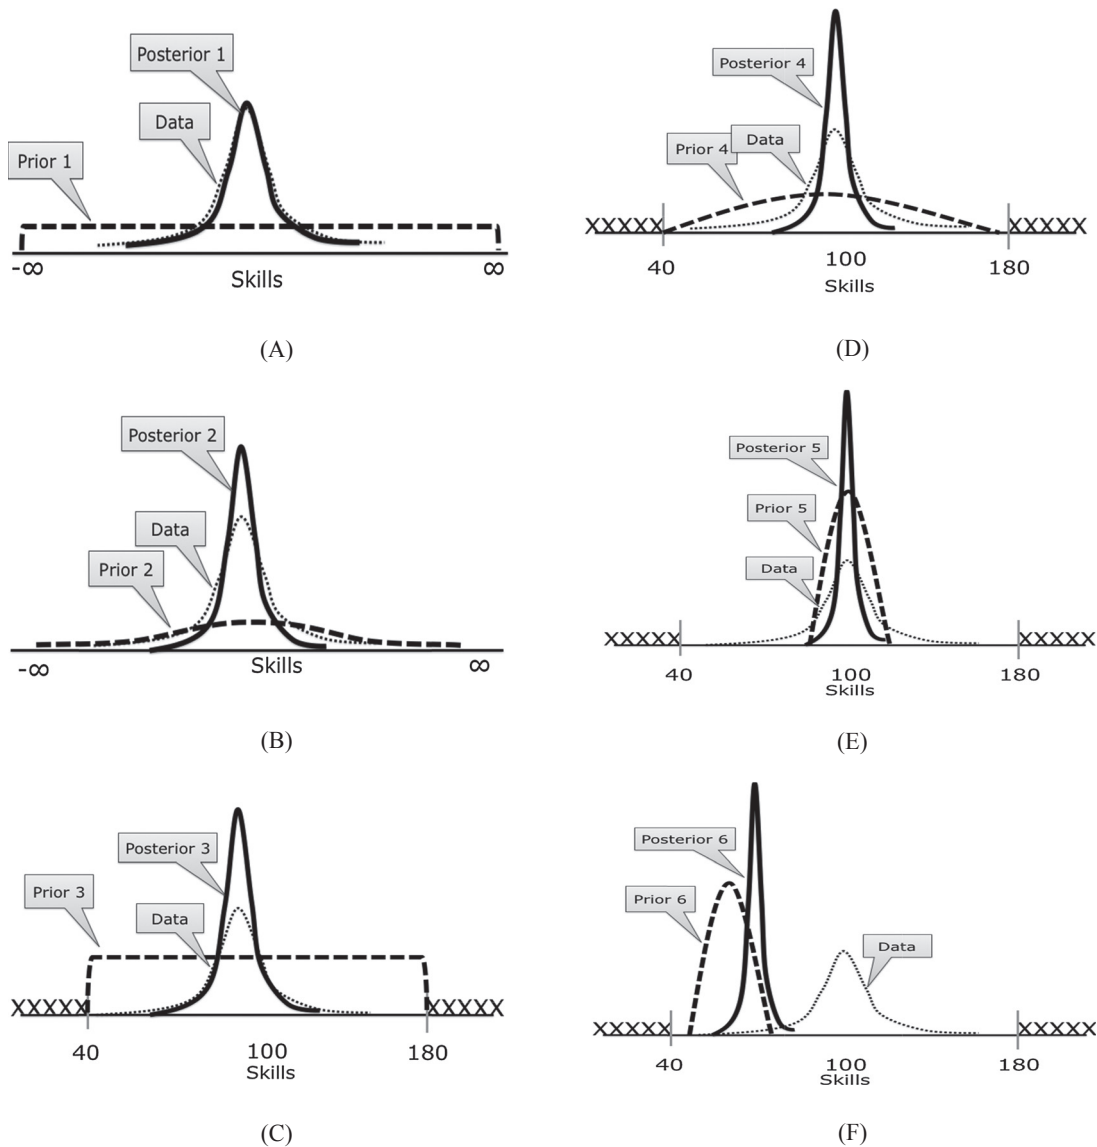 Posterior 1
Data
Prior 1
-∞
∞
Skills
(A)
Posterior 2
Data
Prior 2
-∞
Skills
∞
(B)
Posterior 3
Prior 3
Data
XXXXX
XXXXX
40
100
180
Skills
(C)
Posterior 4
Prior 4
Data
XXXXX
XXXXX
40
100
180
Skills
(D)
Posterior 5
Prior 5
Data
XXXXX
XXXXX
40
100
180
Skills
(E)
Posterior 6
Prior 6
Data
XXXXX
XXXXX
40
100
180
Skills
(F)